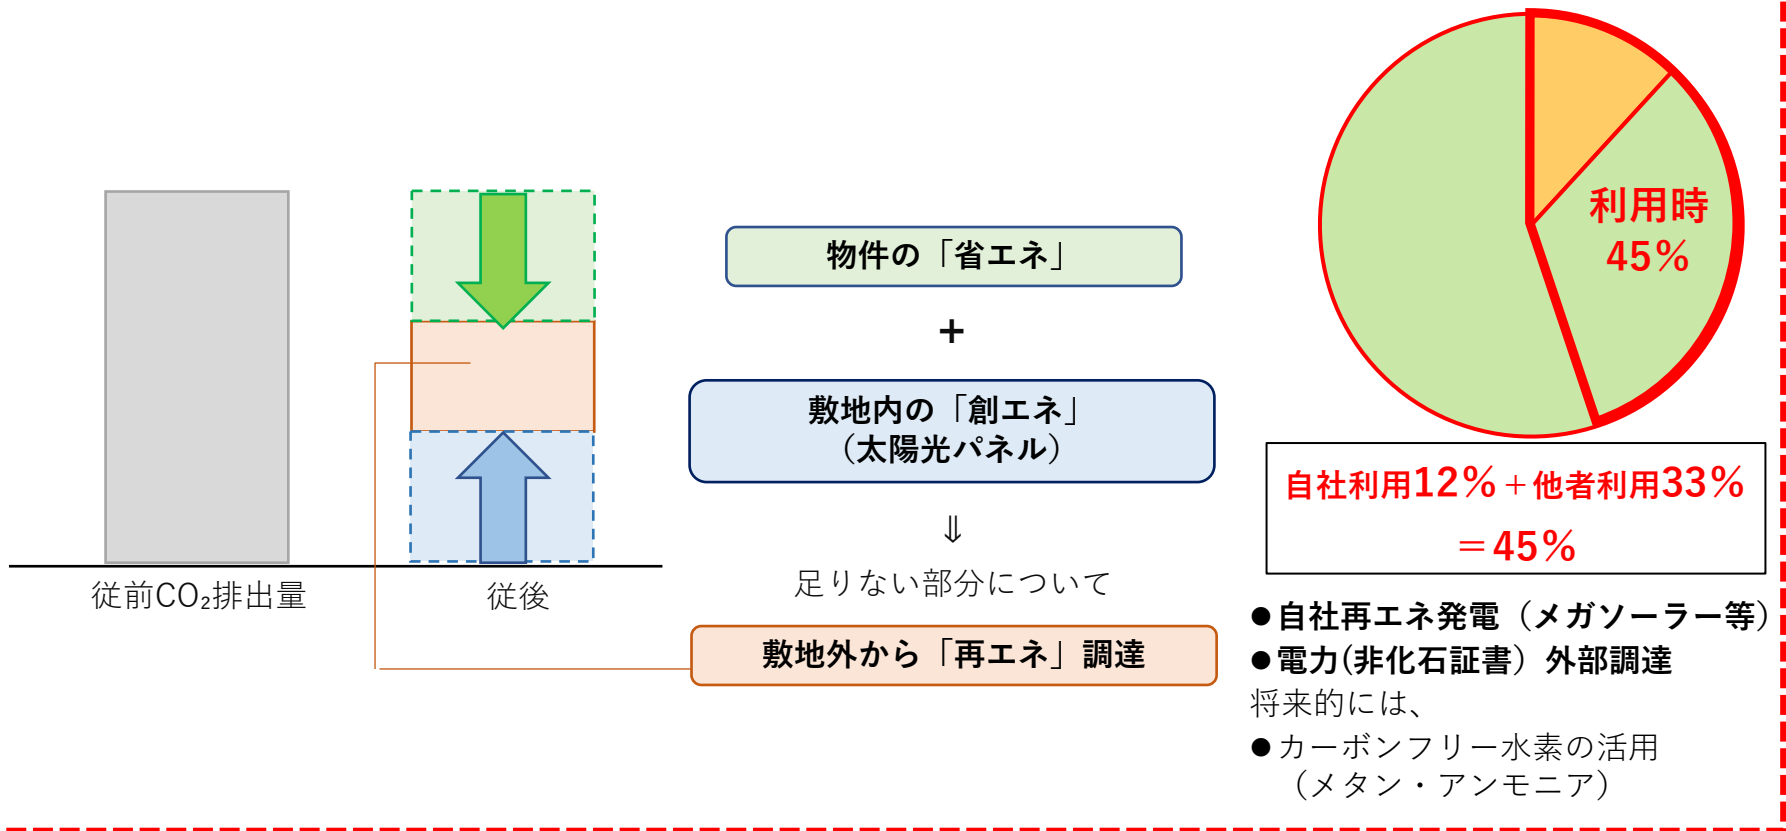 従前CO₂排出量
従後
物件の「省エネ」
+
敷地内の「創エネ」
（太陽光パネル）
⇓
足りない部分について
敷地外から「再エネ」調達
利用時
45%
自社利用12%＋他者利用33%
＝45%
●自社再エネ発電（メガソーラー等）
●電力(非化石証書）外部調達
将来的には、
●カーボンフリー水素の活用
（メタン・アンモニア）